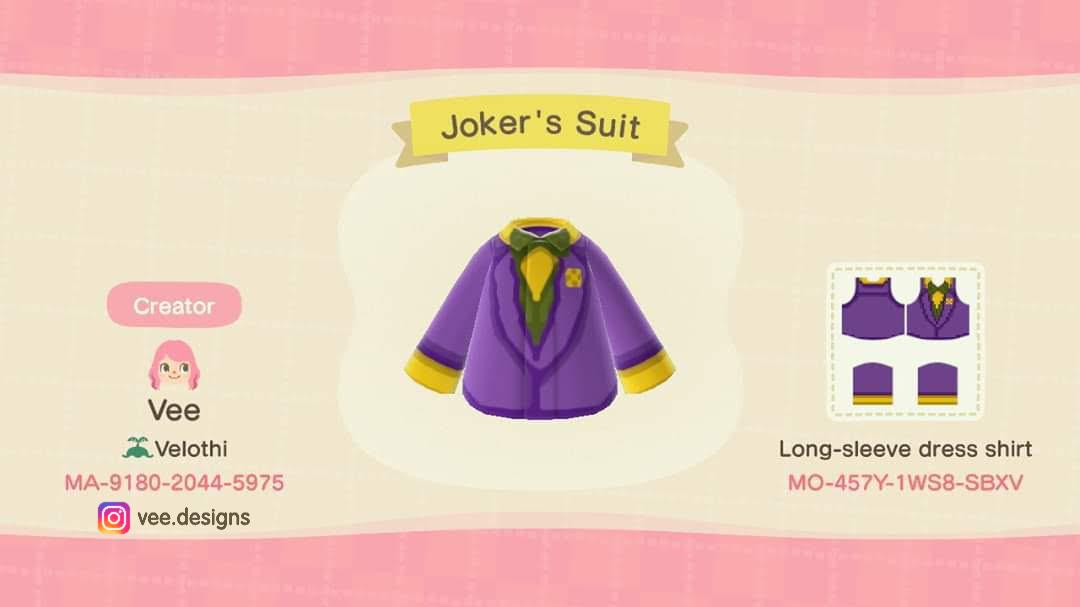 Joker's Suit
Creator
Vee
Velothi
MA-9180-2044-5975
vee.designs
Long-sleeve dress shirt
MO-457Y-1WS8-SBXV